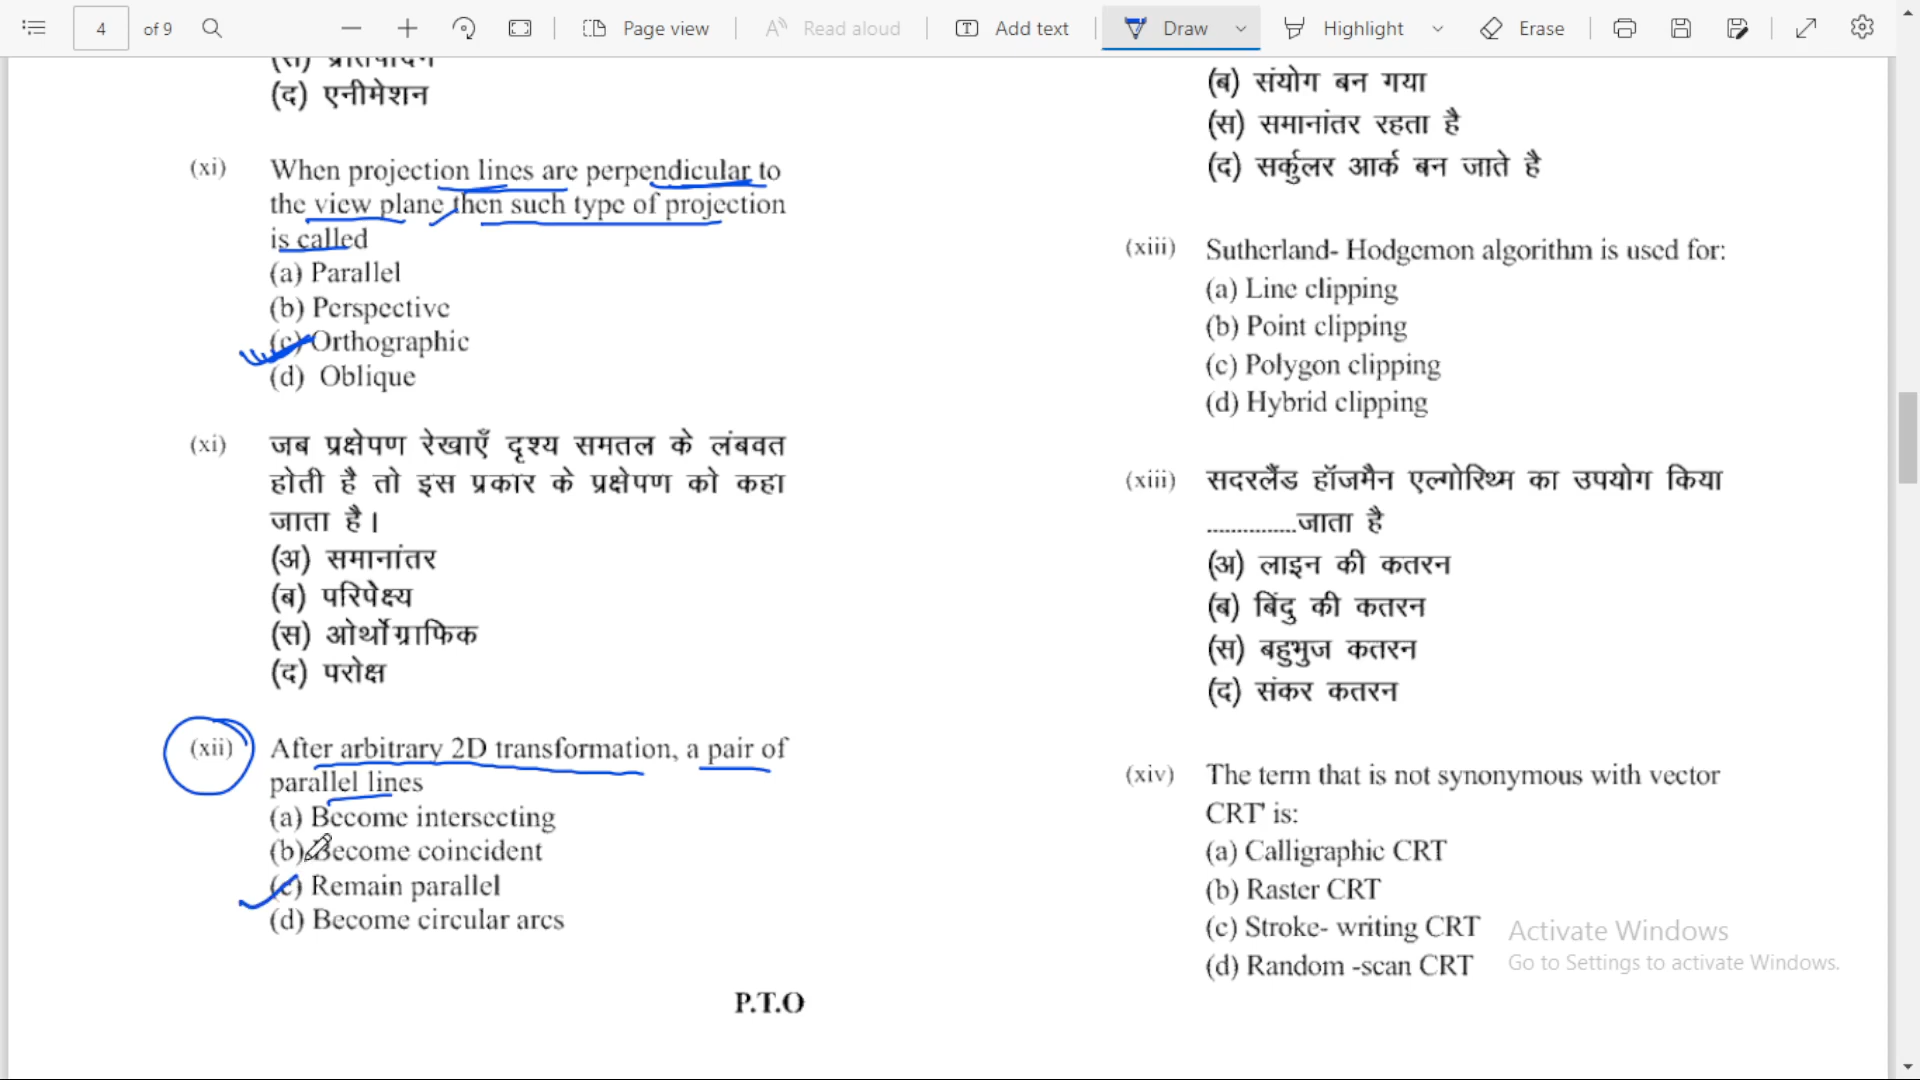 4 of 9 Page view Read aloud Add text Draw Highlight Erase
(स) प्रतिपादन
(द) एनीमेशन
(xi) When projection lines are perpendicular to
the view plane then such type of projection
is called
(a) Parallel
(b) Perspective
(c) Orthographic
(d) Oblique
(xi) जब प्रक्षेपण रेखाएँ दृश्य समतल के लंबवत
होती है तो इस प्रकार के प्रक्षेपण को कहा
जाता है।
(अ) समानांतर
(ब) परिपेक्ष्य
(स) ओर्थोग्राफिक
(द) परोक्ष
(xii) After arbitrary 2D transformation, a pair of
parallel lines
(a) Become intersecting
(b) Become coincident
(c) Remain parallel
(d) Become circular arcs
P.T.O
(ब) संयोग बन गया
(स) समानांतर रहता है
(द) सर्कुलर आर्क बन जाते है
(xiii) Sutherland- Hodgemon algorithm is used for:
(a) Line clipping
(b) Point clipping
(c) Polygon clipping
(d) Hybrid clipping
(xiii) सदरलैंड हॉजमैन एल्गोरिथ्म का उपयोग किया
...............जाता है
(अ) लाइन की कतरन
(ब) बिंदु की कतरन
(स) बहुभुज कतरन
(द) संकर कतरन
(xiv) The term that is not synonymous with vector
CRT' is:
(a) Calligraphic CRT
(b) Raster CRT
(c) Stroke- writing CRT
(d) Random -scan CRT
Activate Windows
Go to Settings to activate Windows.